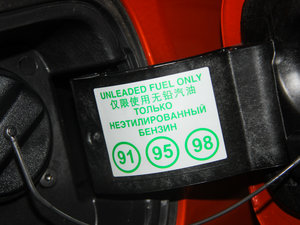 UNLEADED FUEL ONLY
仅限使用无铅汽油
ТОЛЬКО
НЕЭТИЛИРОВАННЫЙ
БЕНЗИН
91 95 98